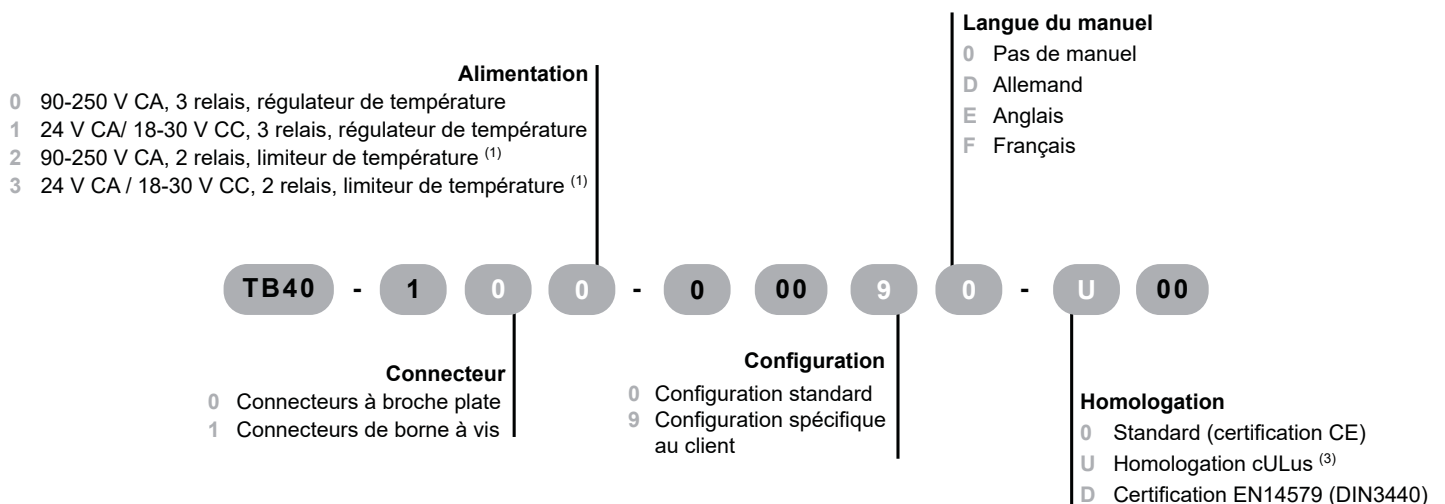 Langue du manuel
0 Pas de manuel
D Allemand
E Anglais
F Français
Alimentation
0 90-250 V CA, 3 relais, régulateur de température
1 24 V CA/ 18-30 V CC, 3 relais, régulateur de température
2 90-250 V CA, 2 relais, limiteur de température (1)
3 24 V CA / 18-30 V CC, 2 relais, limiteur de température (1)
TB40 - 1 0 0 - 0 00 9 0 - U 00
Connecteur
0 Connecteurs à broche plate
1 Connecteurs de borne à vis
Configuration
0 Configuration standard
9 Configuration spécifique
au client
Homologation
0 Standard (certification CE)
U Homologation cULus (3)
D Certification EN14579 (DIN3440)